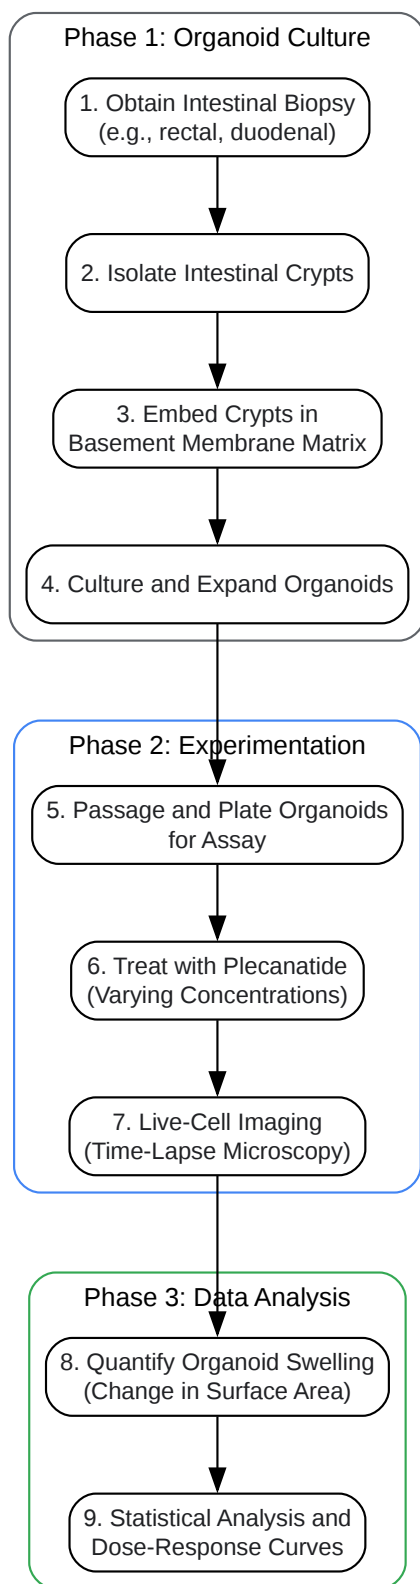 Phase 1: Organoid Culture
1. Obtain Intestinal Biopsy
(e.g., rectal, duodenal)
2. Isolate Intestinal Crypts
3. Embed Crypts in
Basement Membrane Matrix
4. Culture and Expand Organoids
Phase 2: Experimentation
5. Passage and Plate Organoids
for Assay
6. Treat with Plecanatide
(Varying Concentrations)
7. Live-Cell Imaging
(Time-Lapse Microscopy)
Phase 3: Data Analysis
8. Quantify Organoid Swelling
(Change in Surface Area)
9. Statistical Analysis and
Dose-Response Curves